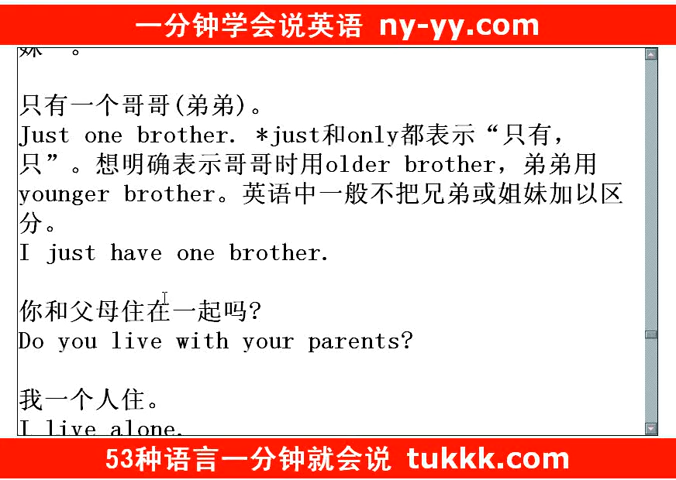 一分钟学会说英语 ny-yy.com
妹”。
只有一个哥哥(弟弟)。
Just one brother. *just和only都表示“只有，
只”。想明确表示哥哥时用older brother，弟弟用
younger brother。英语中一般不把兄弟或姐妹加以区
分。
I just have one brother.
你和父母住在一起吗?
Do you live with your parents?
我一个人住。
I live alone.
53种语言一分钟就会说 tukkk.com